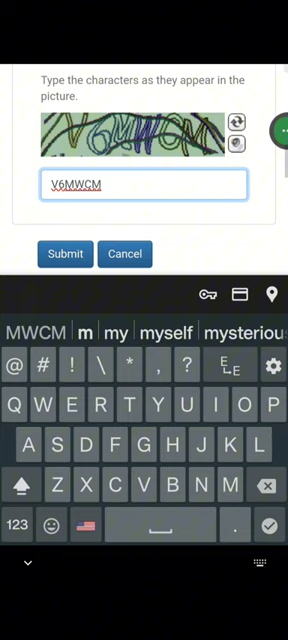 Type the characters as they appear in the
picture.
V6MWCM
Submit Cancel
MWCM m my myself mysteriou
@ # ! \ * , ? E E
Q W E R T Y U I O P
A S D F G H J K L
Z X C V B N M
123 .